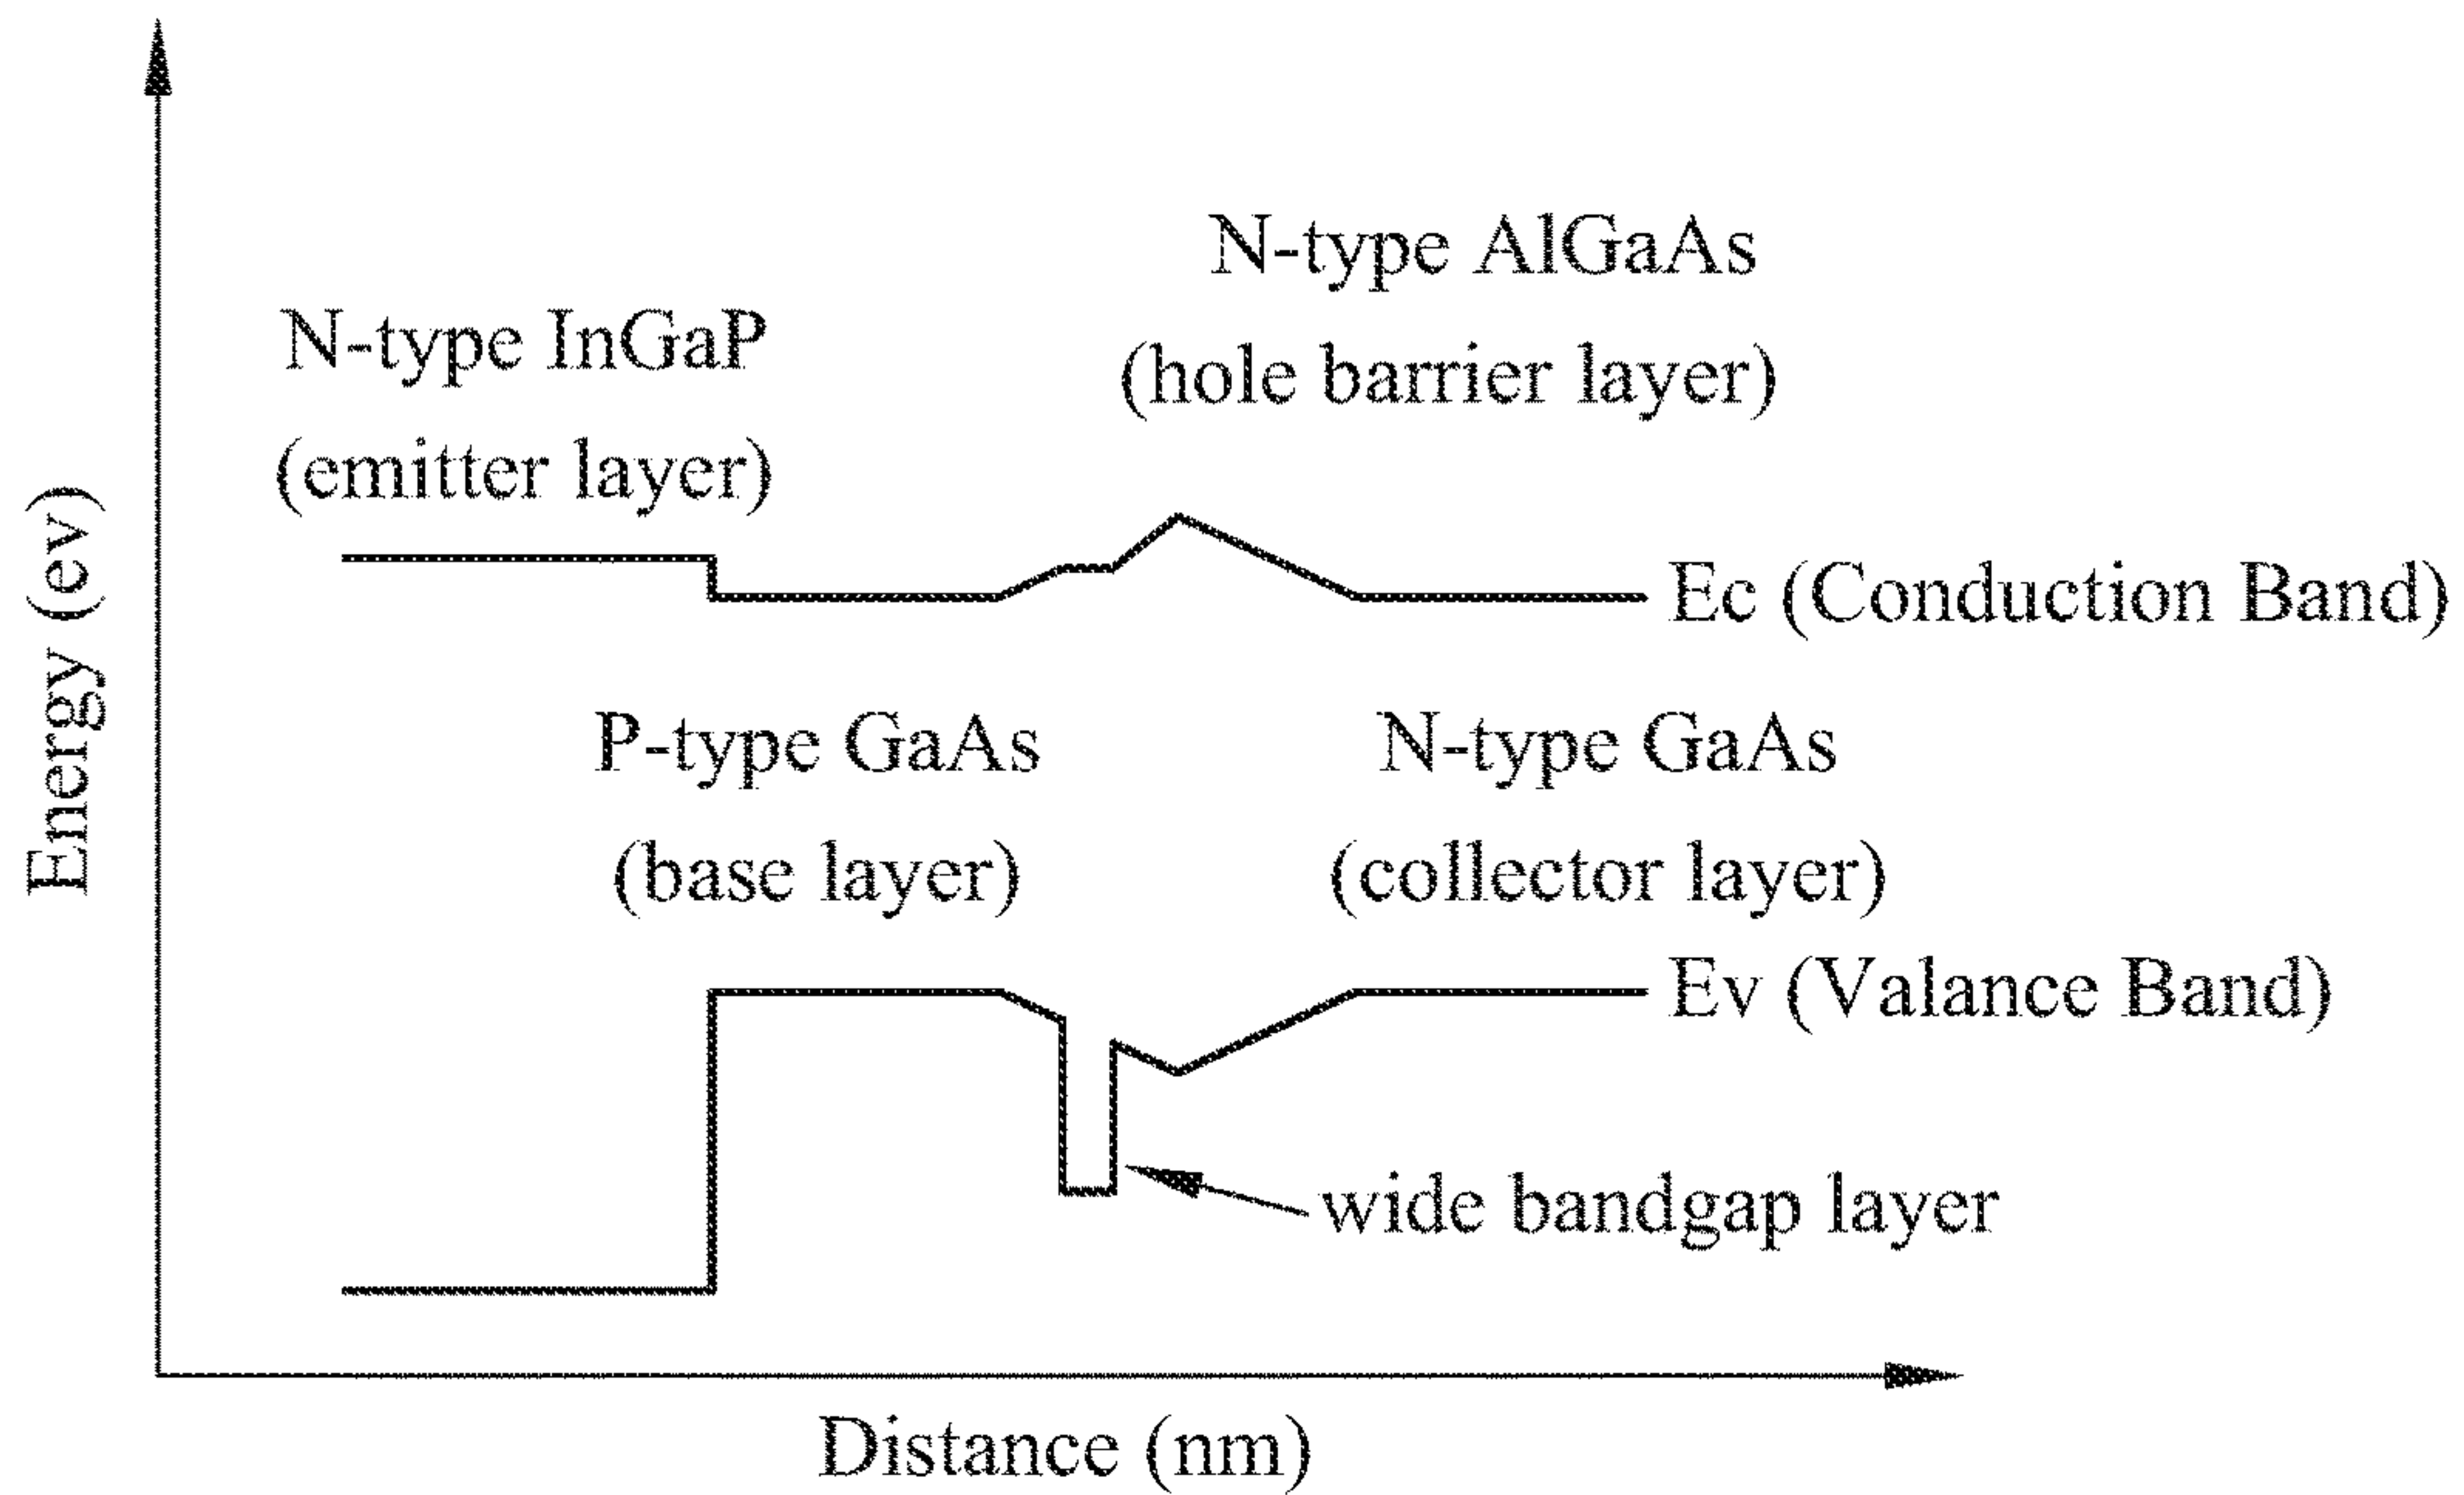 N-type AlGaAs
(hole barrier layer)
N-type InGaP
(emitter layer)
Energy (ev)
Ec (Conduction Band)
P-type GaAs
(base layer)
N-type GaAs
(collector layer)
Ev (Valance Band)
wide bandgap layer
Distance (nm)